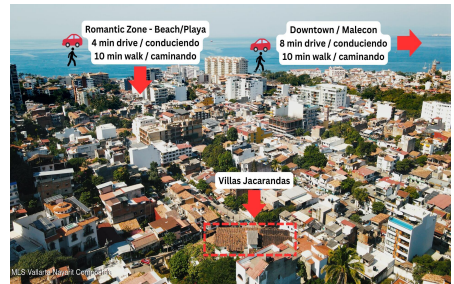 Romantic Zone - Beach/Playa
4 min drive / conduciendo
10 min walk / caminando
Downtown / Malecon
8 min drive / conduciendo
10 min walk / caminando
Villas Jacarandas
MLS Vallarta Nayarit Compostela